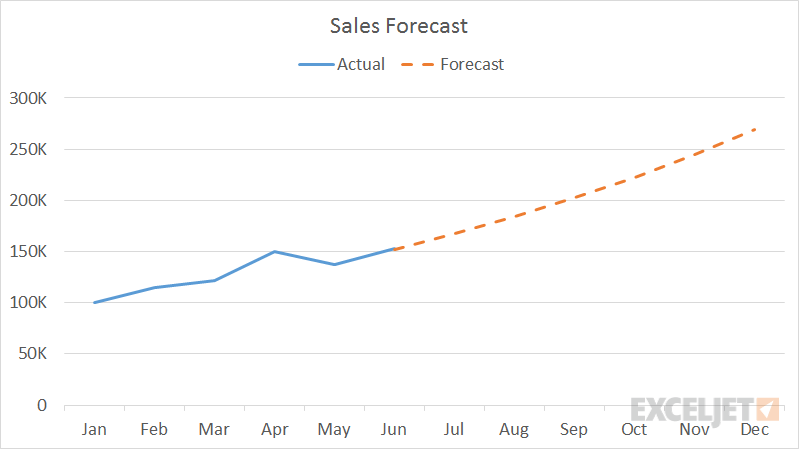 Sales Forecast
Actual Forecast
300K
250K
200K
150K
100K
50K
0
Jan Feb Mar Apr May Jun Jul Aug Sep Oct Nov Dec
EXCELJET